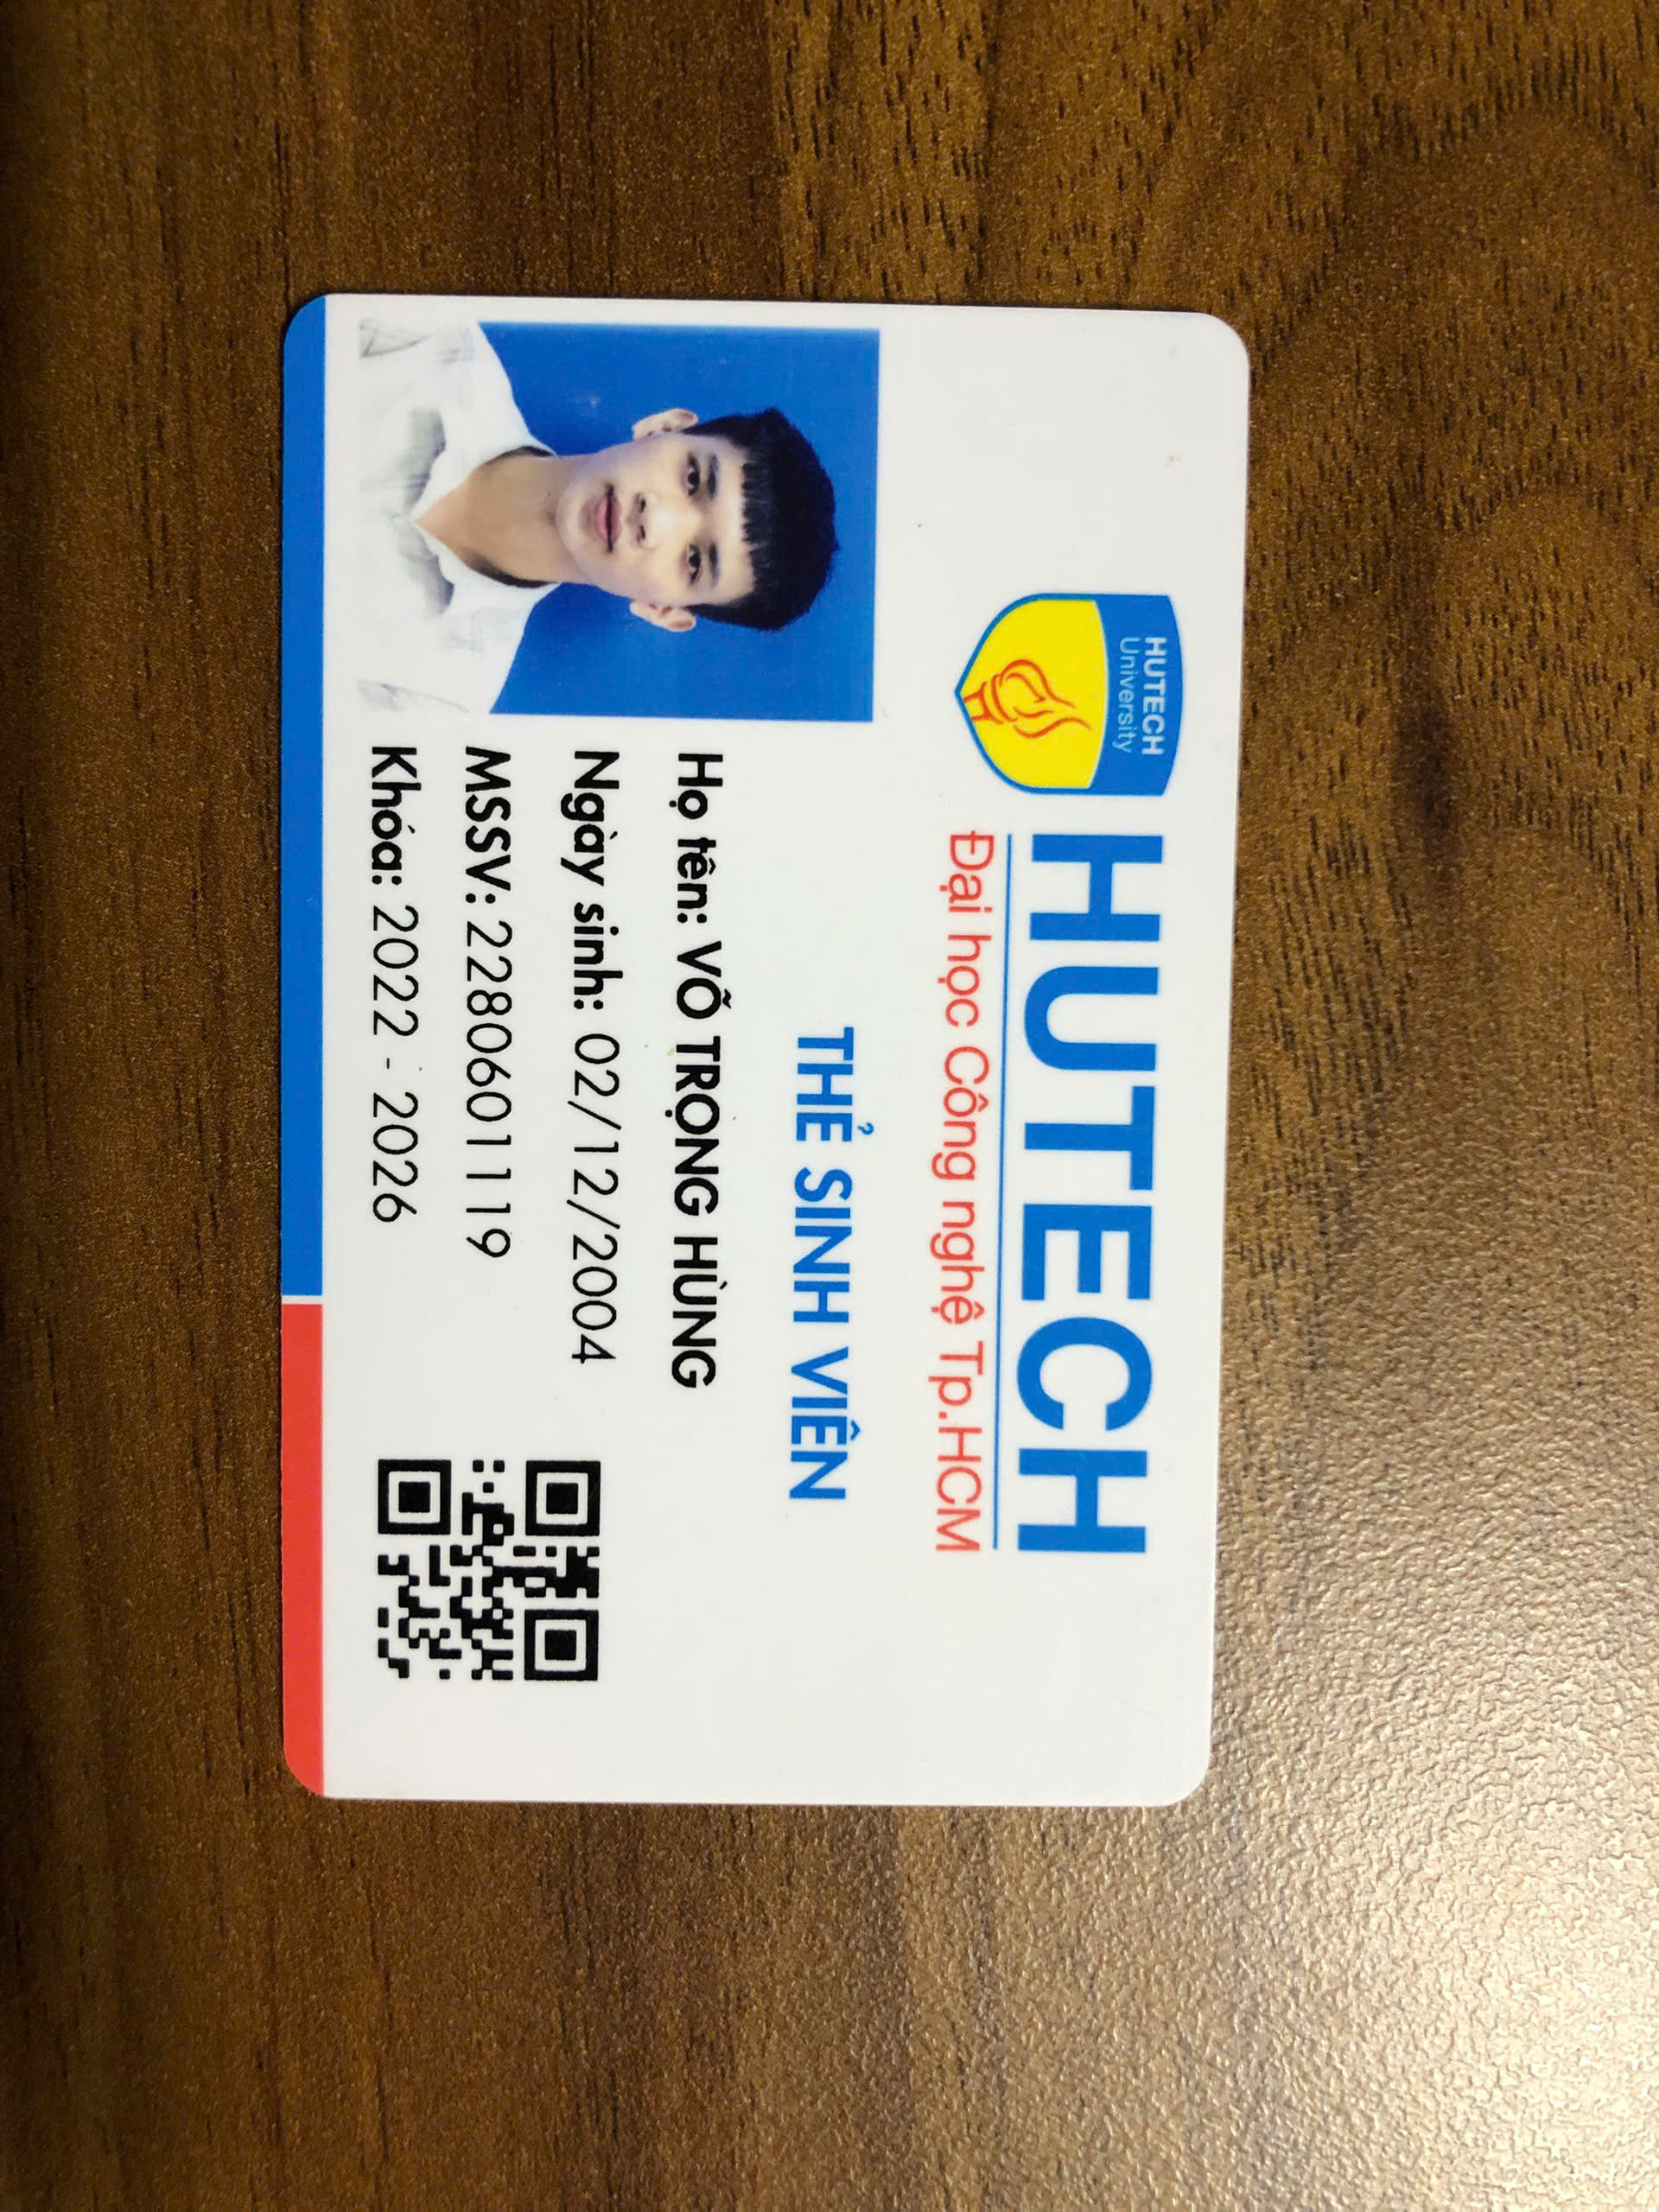 HUTECH
University
HUTECH
Đại học Công nghệ Tp.HCM
THẺ SINH VIÊN
Họ tên: VÕ TRỌNG HÙNG
Ngày sinh: 02/12/2004
MSSV: 2280601119
Khóa: 2022 - 2026